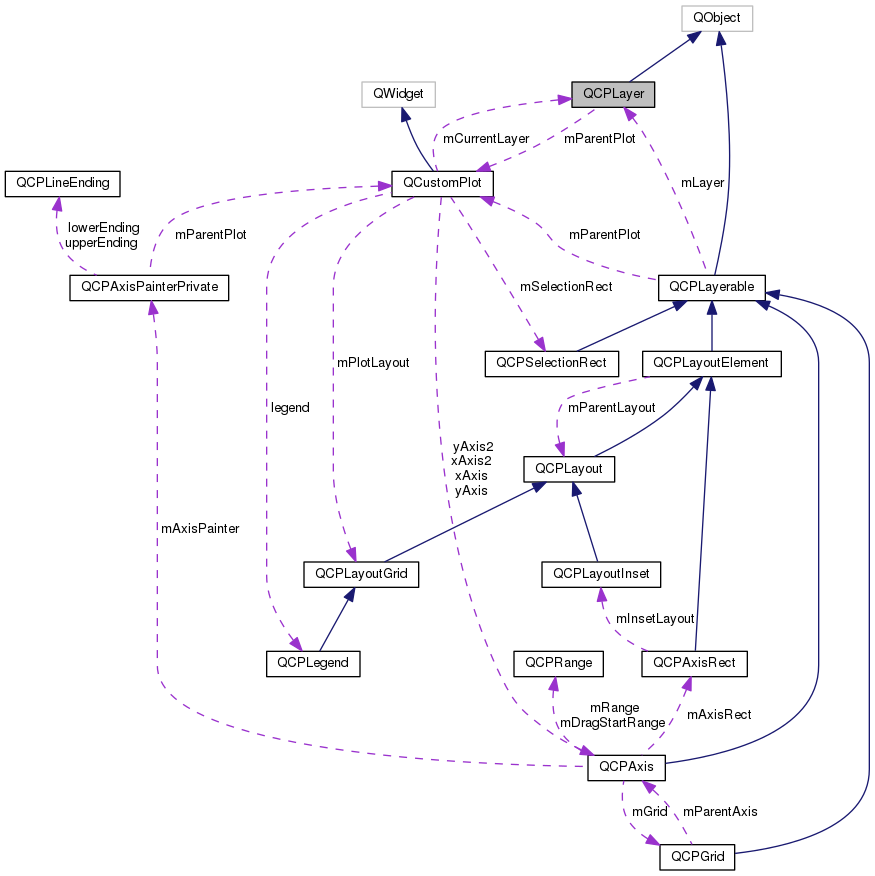 QObject
QCPLayer
QWidget
mCurrentLayer
mParentPlot
QCPLineEnding
QCustomPlot
mLayer
lowerEnding
upperEnding
mParentPlot
mParentPlot
QCPAxisPainterPrivate
mSelectionRect
QCPLayerable
mPlotLayout
QCPSelectionRect
QCPLayoutElement
legend
mParentLayout
yAxis2
xAxis2
xAxis
yAxis
QCPLayout
mAxisPainter
QCPLayoutGrid
QCPLayoutInset
mInsetLayout
QCPLegend
QCPRange
QCPAxisRect
mRange
mDragStartRange
mAxisRect
QCPAxis
mGrid
mParentAxis
QCPGrid